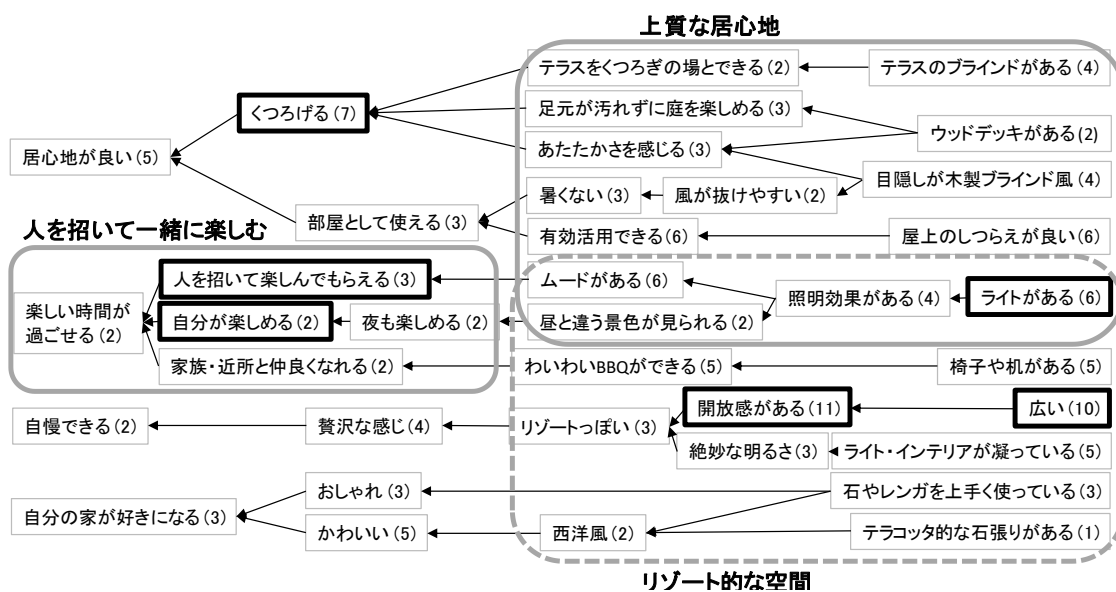 上質な居心地
テラスをくつろぎの場とできる(2)
テラスのブラインドがある(4)
くつろげる(7)
足元が汚れずに庭を楽しめる(3)
ウッドデッキがある(2)
居心地が良い(5)
あたたかさを感じる(3)
目隠しが木製ブラインド風(4)
暑くない(3)
風が抜けやすい(2)
部屋として使える(3)
有効活用できる(6)
屋上のしつらえが良い(6)
人を招いて一緒に楽しむ
人を招いて楽しんでもらえる(3)
ムードがある(6)
照明効果がある(4)
ライトがある(6)
楽しい時間が
過ごせる(2)
自分が楽しめる(2)
夜も楽しめる(2)
昼と違う景色が見られる(2)
家族・近所と仲良くなれる(2)
わいわいBBQができる(5)
椅子や机がある(5)
開放感がある(11)
広い(10)
自慢できる(2)
贅沢な感じ(4)
リゾートっぽい(3)
絶妙な明るさ(3)
ライト・インテリアが凝っている(5)
おしゃれ(3)
石やレンガを上手く使っている(3)
自分の家が好きになる(3)
かわいい(5)
西洋風(2)
テラコッタ的な石張りがある(1)
リゾート的な空間